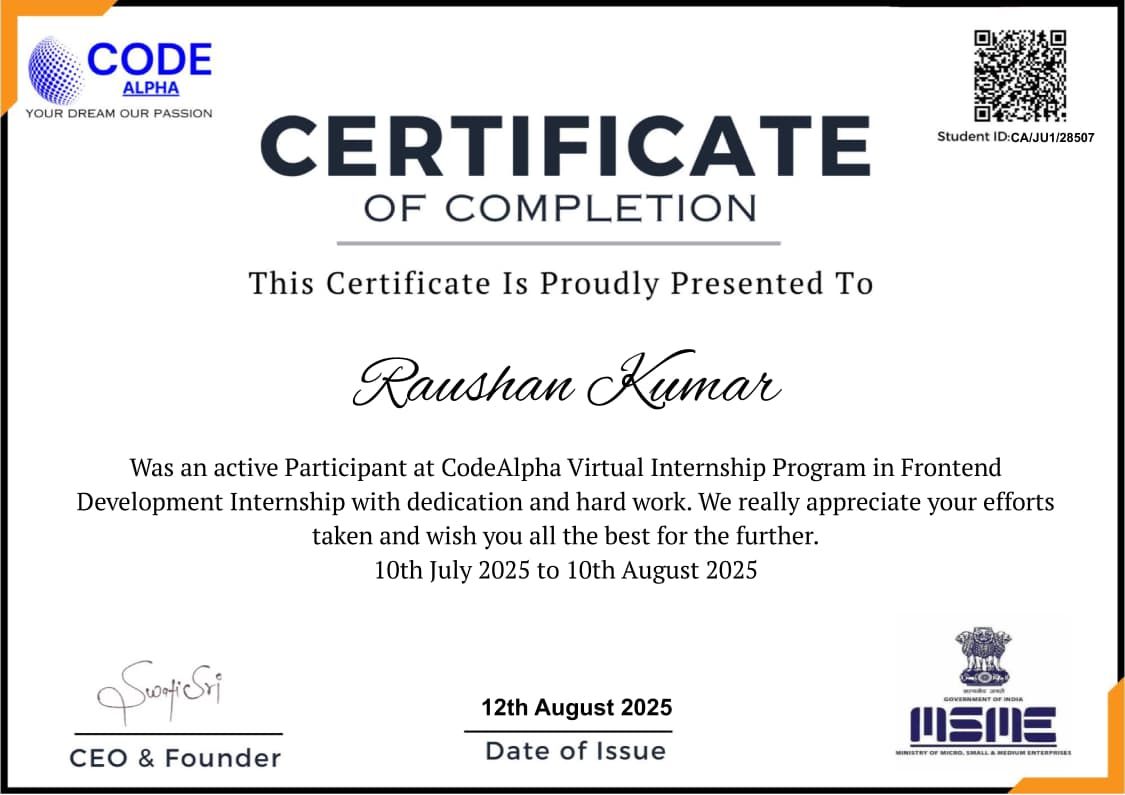 CODE
ALPHA
YOUR DREAM OUR PASSION
Student ID:CA/JU1/28507
CERTIFICATE
OF COMPLETION
This Certificate Is Proudly Presented To
Raushan Kumar
Was an active Participant at CodeAlpha Virtual Internship Program in Frontend
Development Internship with dedication and hard work. We really appreciate your efforts
taken and wish you all the best for the further.
10th July 2025 to 10th August 2025
SwatiSri
CEO & Founder
12th August 2025
Date of Issue
सत्यमेव जयते
GOVERNMENT OF INDIA
MSME
MINISTRY OF MICRO, SMALL & MEDIUM ENTERPRISES